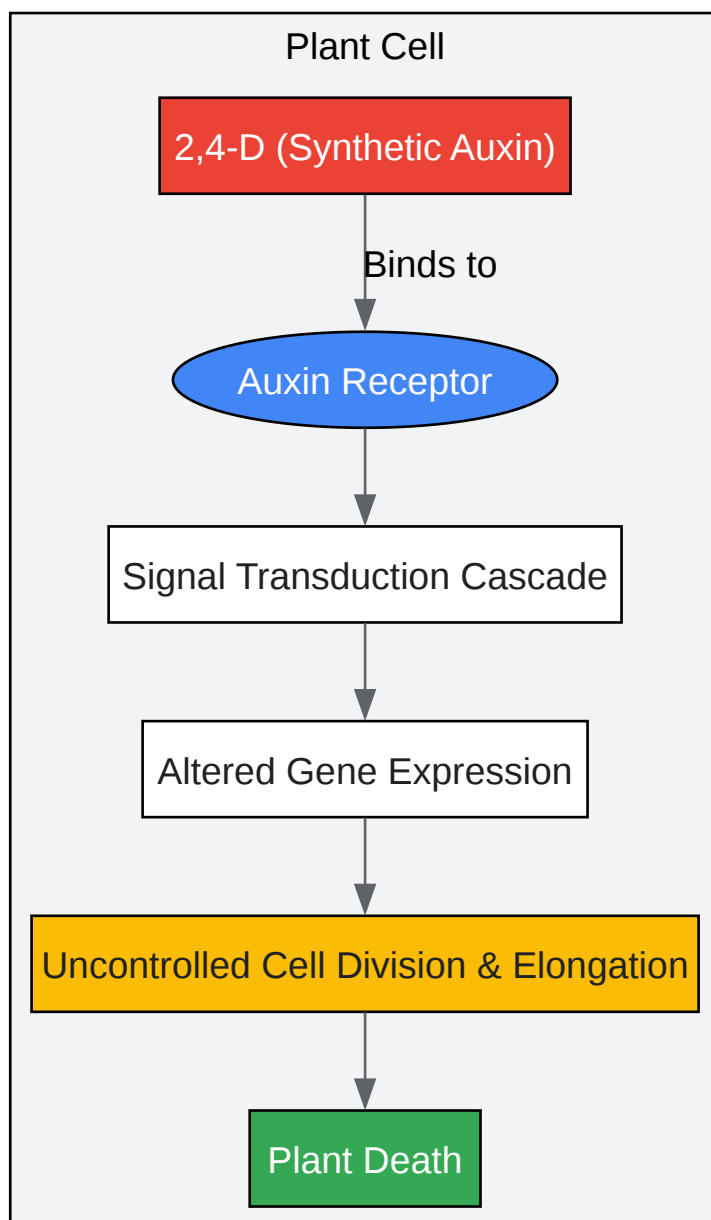 Plant Cell
2,4-D (Synthetic Auxin)
Binds to
Auxin Receptor
Signal Transduction Cascade
Altered Gene Expression
Uncontrolled Cell Division & Elongation
Plant Death